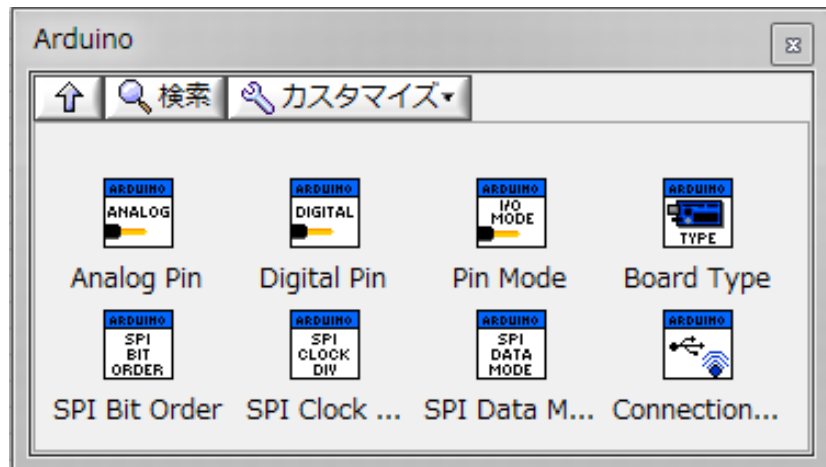 Arduino
検索 カスタマイズ
ARDUINO ARDUINO ARDUINO ARDUINO
ANALOG DIGITAL I/O MODE TYPE
Analog Pin Digital Pin Pin Mode Board Type
ARDUINO ARDUINO ARDUINO ARDUINO
SPI BIT ORDER SPI CLOCK DIV SPI DATA MODE
SPI Bit Order SPI Clock ... SPI Data M... Connection...